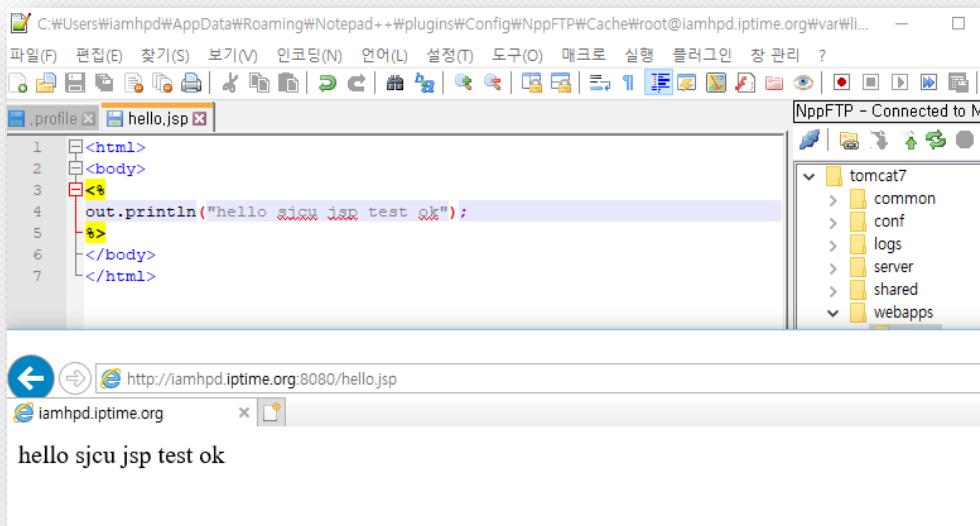 C:₩Users₩iamhpd₩AppData₩Roaming₩Notepad++₩plugins₩Config₩NppFTP₩Cache₩root@iamhpd.iptime.org₩var₩li...
파일(F) 편집(E) 찾기(S) 보기(V) 인코딩(N) 언어(L) 설정(T) 도구(O) 매크로 실행 플러그인 창 관리 ?
.profile hello.jsp
NppFTP - Connected to M
1 <html>
2 <body>
3 <%
4 out.println("hello sjcu jsp test ok");
5 %>
6 </body>
7 </html>
tomcat7
common
conf
logs
server
shared
webapps
http://iamhpd.iptime.org:8080/hello.jsp
iamhpd.iptime.org
hello sjcu jsp test ok